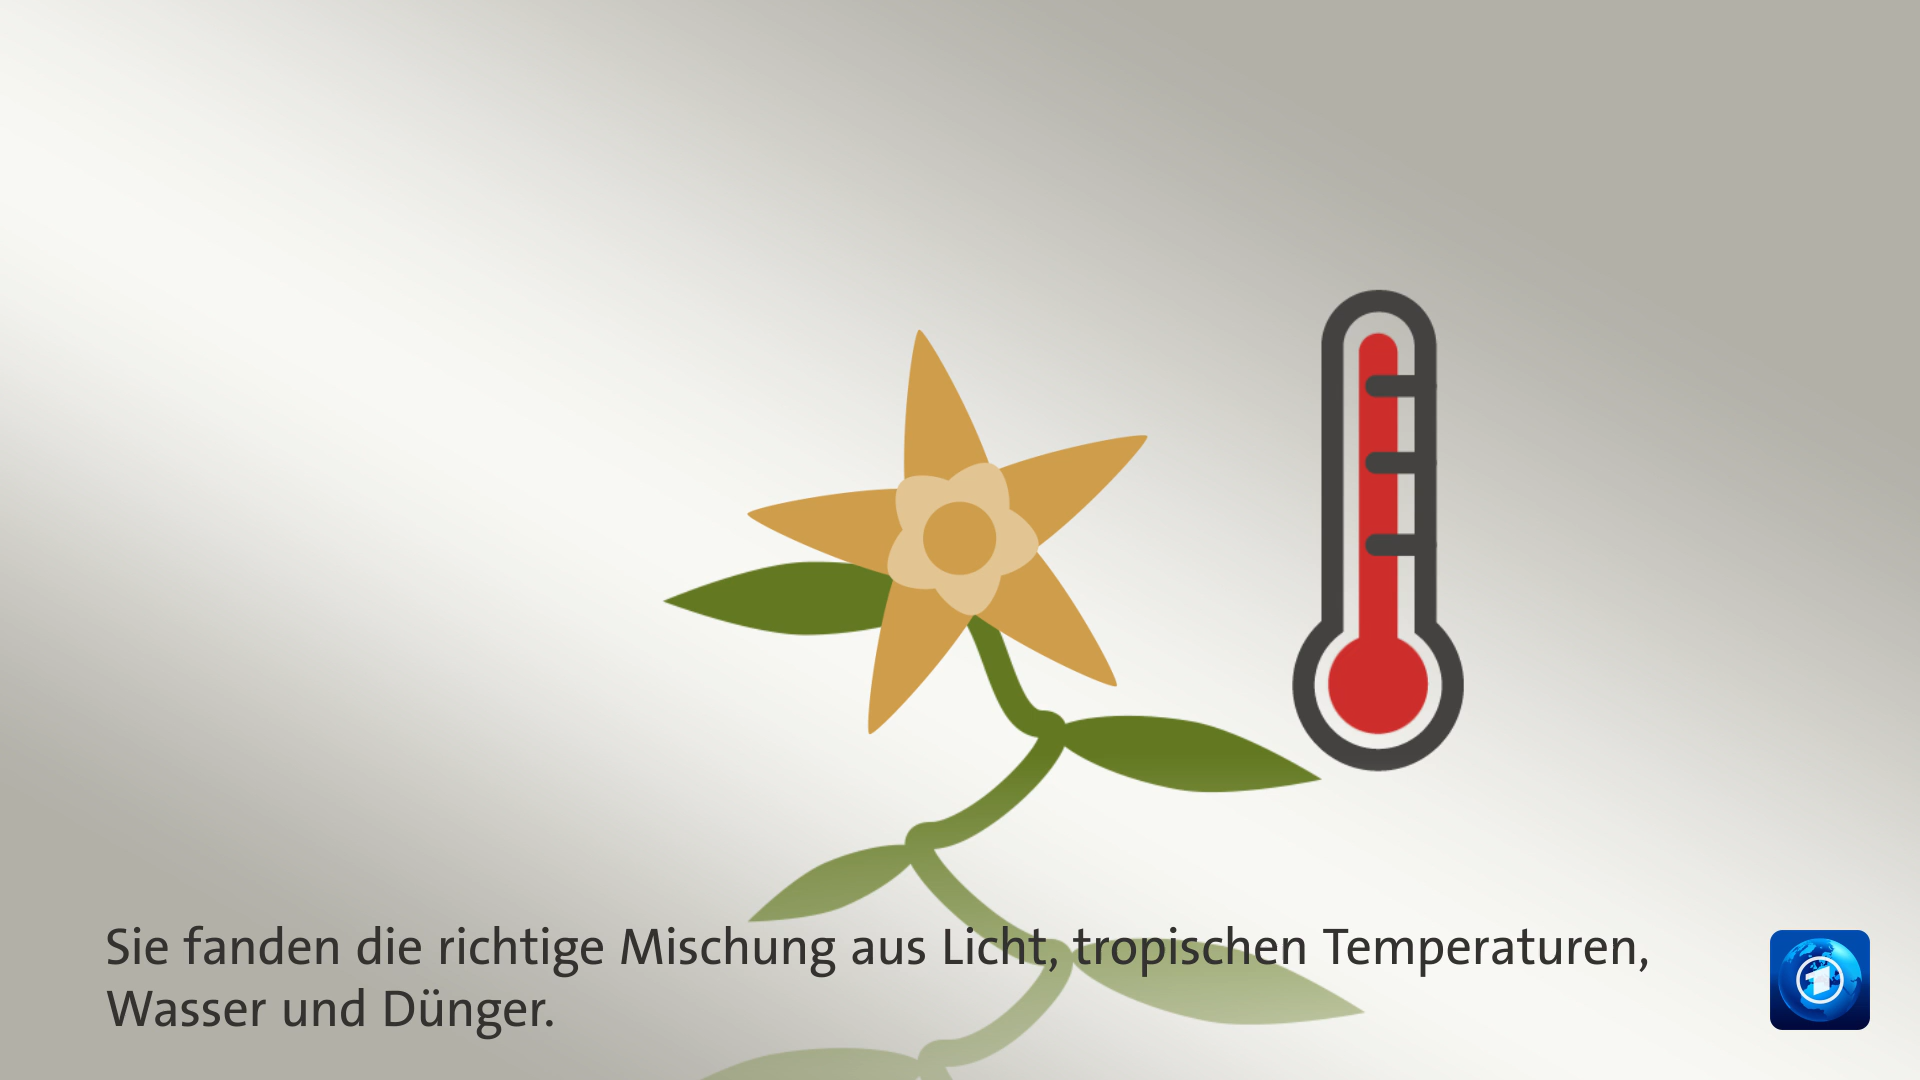 Sie fanden die richtige Mischung aus Licht, tropischen Temperaturen,
Wasser und Dünger.